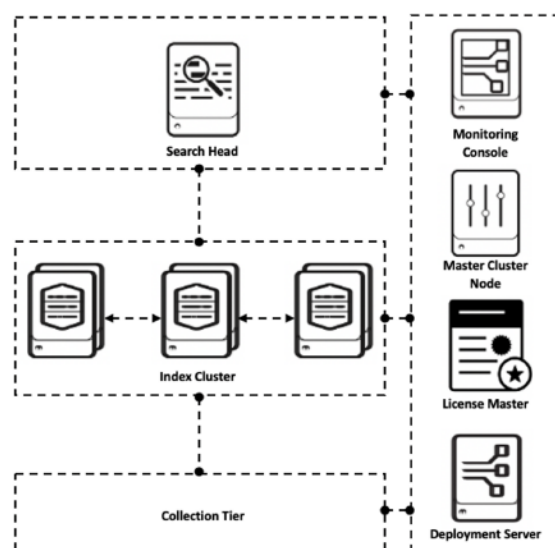 Search Head
Index Cluster
Collection Tier
Monitoring
Console
Master Cluster
Node
License Master
Deployment Server